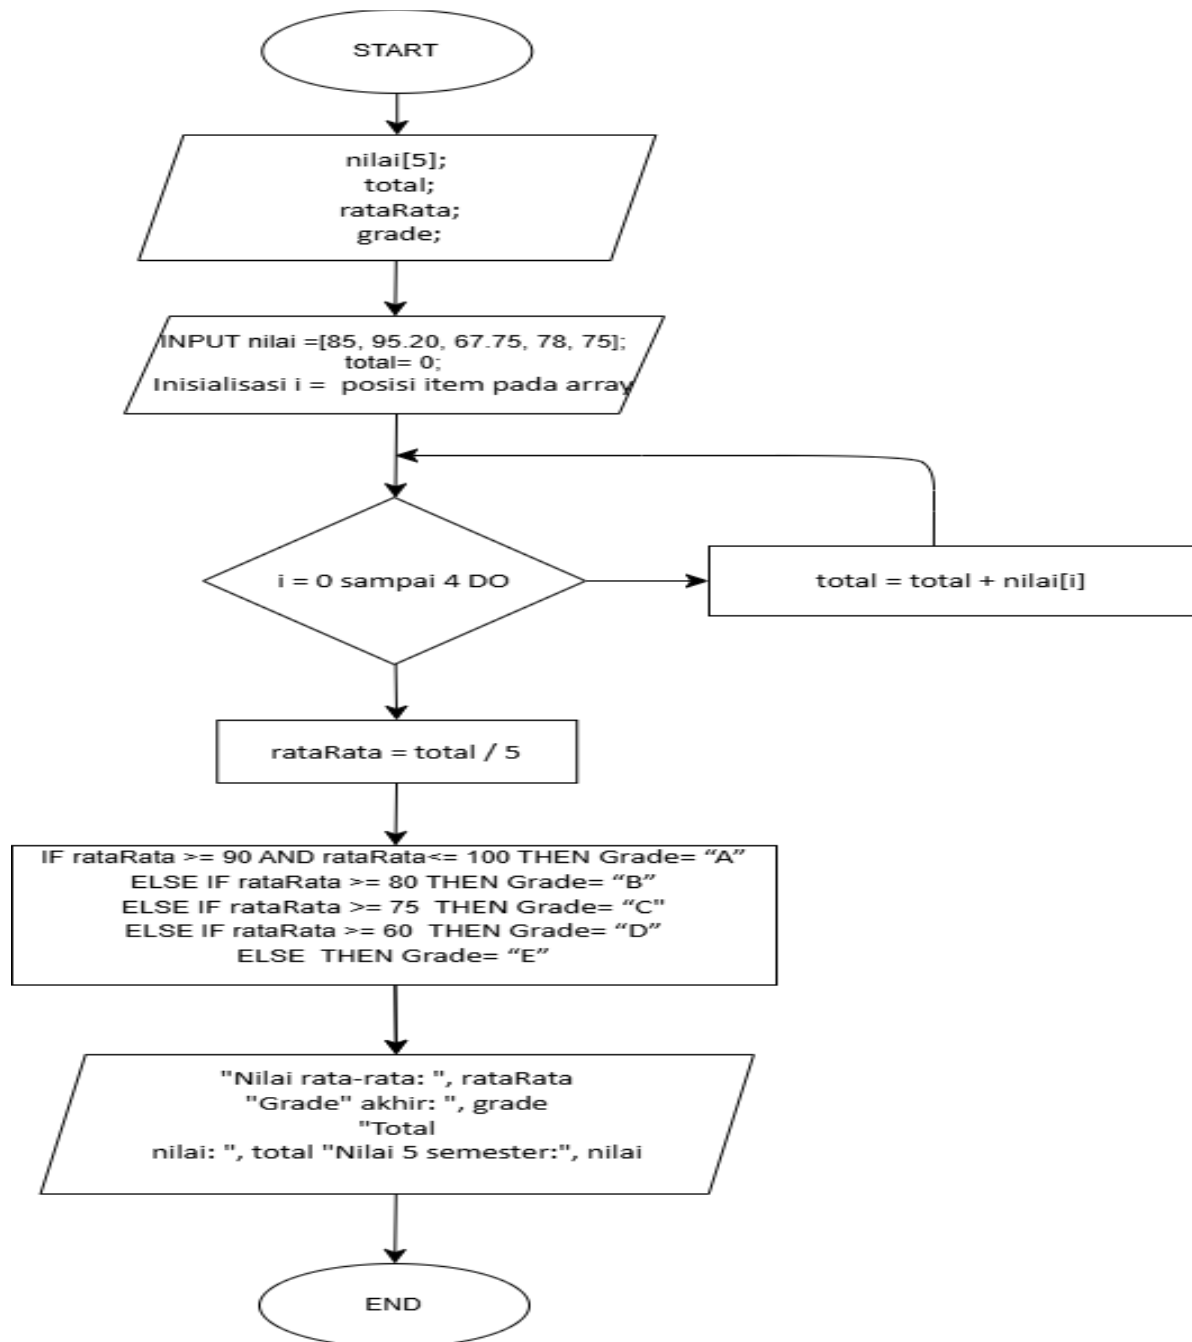 START
nilai[5];
total;
rataRata;
grade;
INPUT nilai =[85, 95.20, 67.75, 78, 75];
total= 0;
Inisialisasi i =  posisi item pada array
i = 0 sampai 4 DO
total = total + nilai[i]
rataRata = total / 5
IF rataRata >= 90 AND rataRata<= 100 THEN Grade= “A”
ELSE IF rataRata >= 80 THEN Grade= “B”
ELSE IF rataRata >= 75  THEN Grade= “C"
ELSE IF rataRata >= 60  THEN Grade= “D”
ELSE  THEN Grade= “E”
"Nilai rata-rata: ", rataRata
"Grade" akhir: ", grade
"Total
nilai: ", total "Nilai 5 semester:", nilai
END